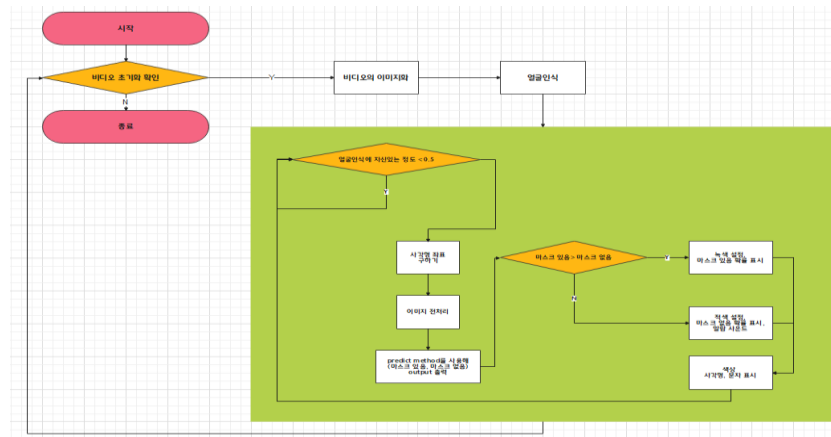 시작
비디오 초기화 확인
Y
비디오의 이미지화
얼굴인식
N
종료
얼굴인식에 자신있는 정도 <0.5
Y
사각형 좌표
구하기
이미지 전처리
predict method를 사용해
(마스크 있음, 마스크 없음)
output 출력
마스크 있음> 마스크 없음
Y
녹색 설정,
마스크 있음 확률 표시
N
적색 설정,
마스크 없음 확률 표시,
알림 사운드
색상
사각형, 문자 표시